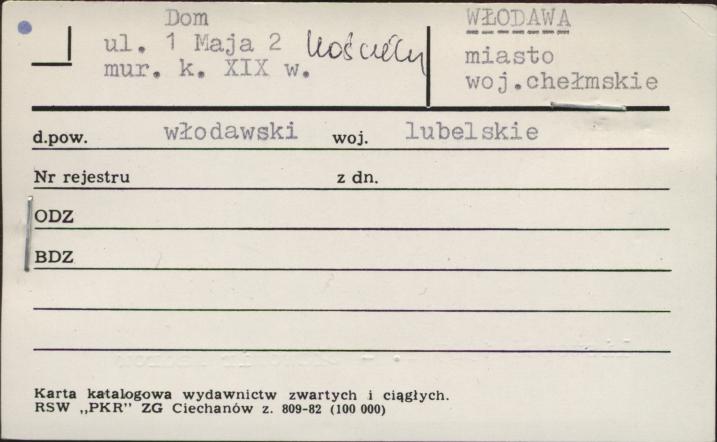 Dom
ul. 1 Maja 2 Kościelny
mur. k. XIX w.
WŁODAWA
miasto
woj.chełmskie
d.pow. włodawski woj. lubelskie
Nr rejestru z dn.
ODZ
BDZ
Karta katalogowa wydawnictw zwartych i ciągłych.
RSW „PKR" ZG Ciechanów z. 809-82 (100 000)